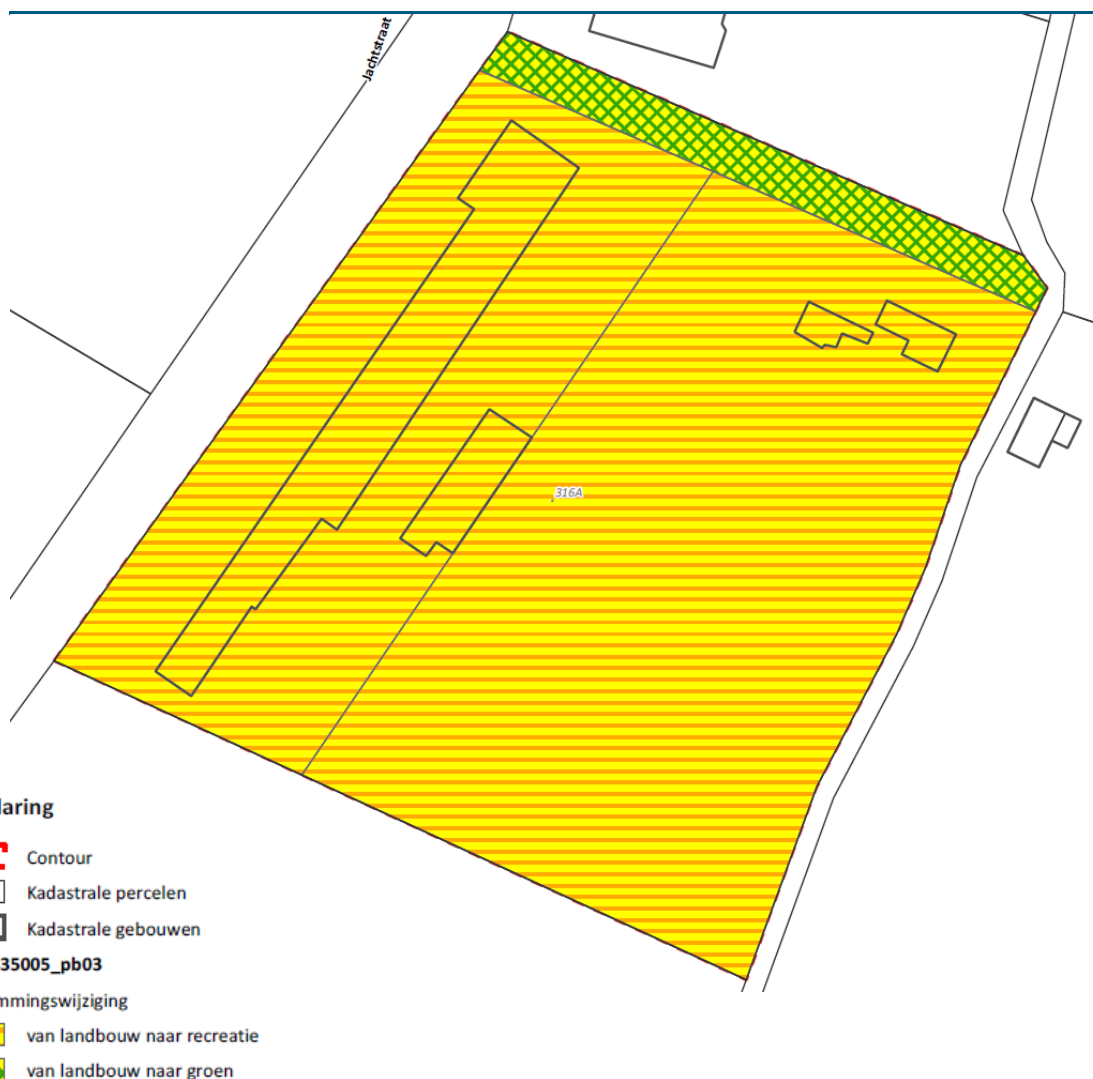 Jachtstraat
316A
laring
Contour
Kadastrale percelen
Kadastrale gebouwen
35005_pb03
mmingswijziging
van landbouw naar recreatie
van landbouw naar groen